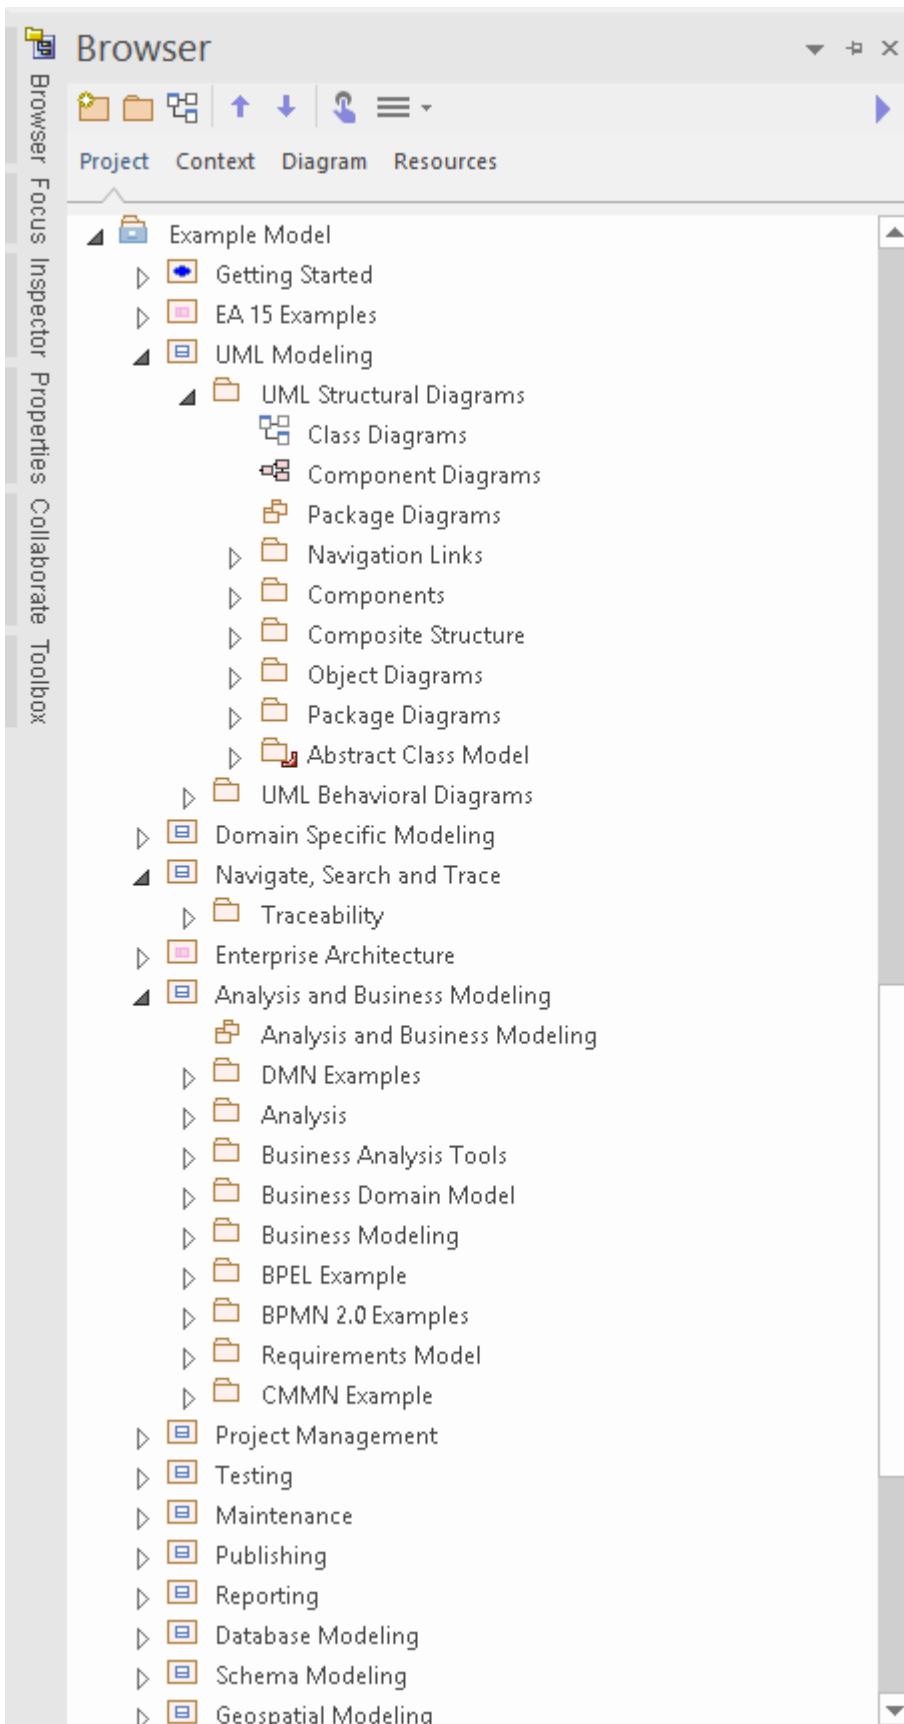 Browser
Project Context Diagram Resources
Browser
Focus
Inspector
Properties
Collaborate
Toolbox
Example Model
Getting Started
EA 15 Examples
UML Modeling
UML Structural Diagrams
Class Diagrams
Component Diagrams
Package Diagrams
Navigation Links
Components
Composite Structure
Object Diagrams
Package Diagrams
Abstract Class Model
UML Behavioral Diagrams
Domain Specific Modeling
Navigate, Search and Trace
Traceability
Enterprise Architecture
Analysis and Business Modeling
Analysis and Business Modeling
DMN Examples
Analysis
Business Analysis Tools
Business Domain Model
Business Modeling
BPEL Example
BPMN 2.0 Examples
Requirements Model
CMMN Example
Project Management
Testing
Maintenance
Publishing
Reporting
Database Modeling
Schema Modeling
Geospatial Modeling